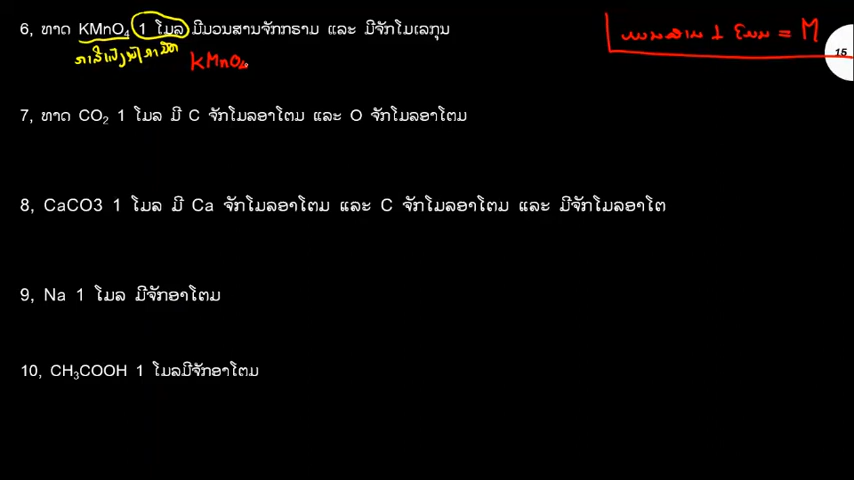 6, ທາດ KMnO₄ 1 ໂມລ ມີມວນສານຈັກກຣາມ ແລະ ມີຈັກໂມເລກຸນ
ມວນສານ 1 ໂມນ = M
15
KMnO₄
7, ທາດ CO₂ 1 ໂມລ ມີ C ຈັກໂມລອາໂຕມ ແລະ O ຈັກໂມລອາໂຕມ
8, CaCO3 1 ໂມລ ມີ Ca ຈັກໂມລອາໂຕມ ແລະ C ຈັກໂມລອາໂຕມ ແລະ ມີຈັກໂມລອາໂຕ
9, Na 1 ໂມລ ມີຈັກອາໂຕມ
10, CH₃COOH 1 ໂມລມີຈັກອາໂຕມ